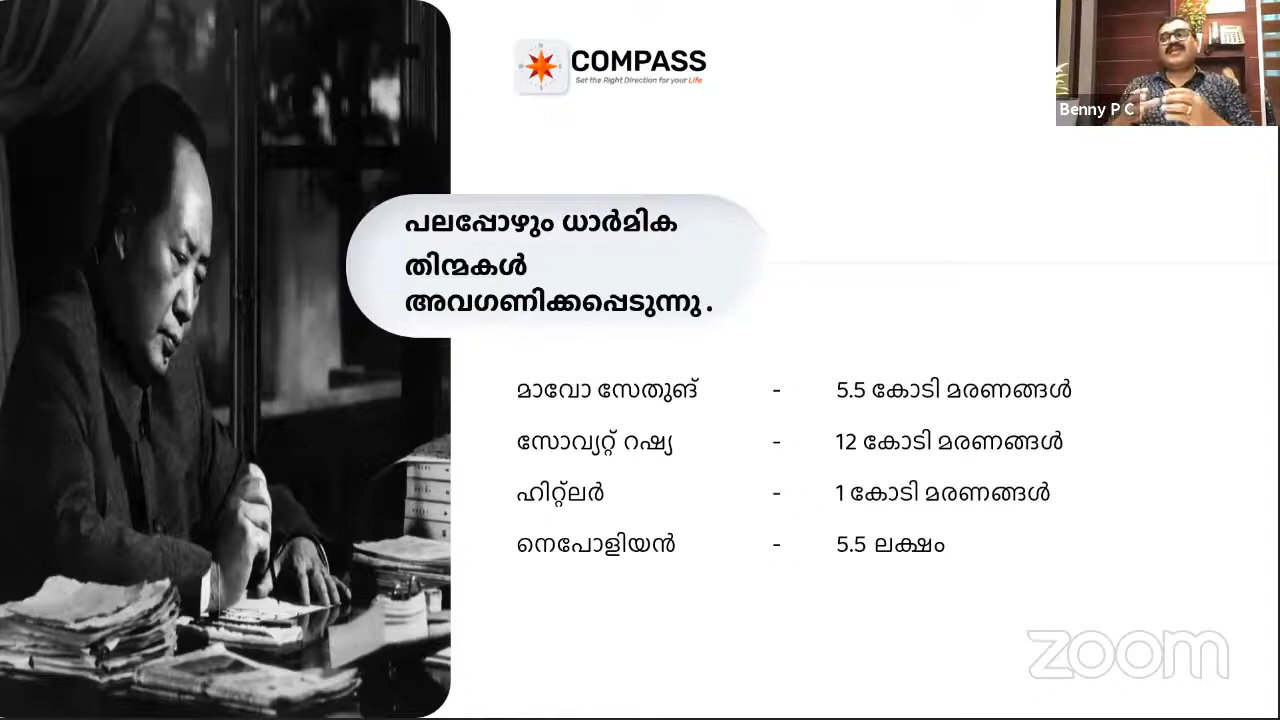 COMPASS
Set the Right Direction for your Life
Benny P C
പലപ്പോഴും ധാർമിക
തിന്മകൾ
അവഗണിക്കപ്പെടുന്നു .
മാവോ സേതുങ് - 5.5 കോടി മരണങ്ങൾ
സോവ്യറ്റ് റഷ്യ - 12 കോടി മരണങ്ങൾ
ഹിറ്റ്ലർ - 1 കോടി മരണങ്ങൾ
നെപോളിയൻ - 5.5 ലക്ഷം
zoom